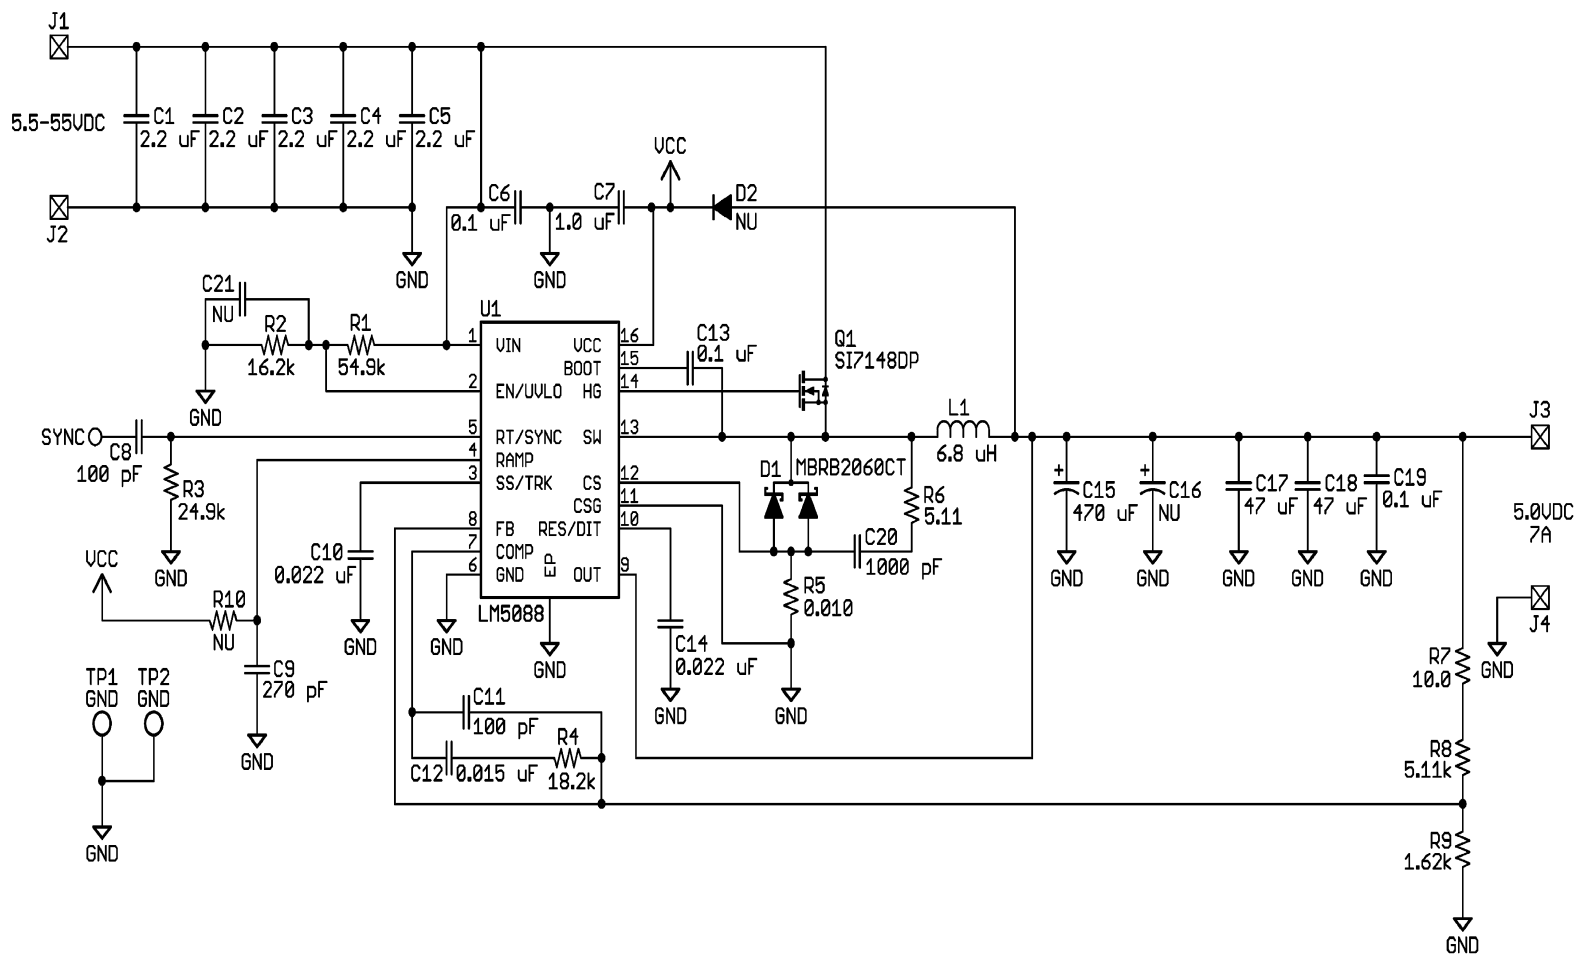 J1
5.5-55VDC
C1
2.2 uF
C2
2.2 uF
C3
2.2 uF
C4
2.2 uF
C5
2.2 uF
J2
GND
C6
0.1 uF
C7
1.0 uF
GND
VCC
D2
NU
C21
NU
R2
16.2k
R1
54.9k
GND
U1
1 VIN
2 EN/UVLO
5 RT/SYNC
4 RAMP
3 SS/TRK
8 FB
7 COMP
6 GND
VCC 16
BOOT 15
HG 14
SW 13
CS 12
CSG 11
RES/DIT 10
OUT 9
EP
LM5088
GND
C13
0.1 uF
Q1
SI7148DP
SYNC
C8
100 pF
R3
24.9k
GND
VCC
R10
NU
C9
270 pF
GND
C10
0.022 uF
GND
GND
TP1
GND
TP2
GND
GND
C11
100 pF
C12
0.015 uF
R4
18.2k
C14
0.022 uF
GND
D1
MBRB2060CT
R5
0.010
GND
C20
1000 pF
R6
5.11
L1
6.8 uH
C15
+
470 uF
GND
C16
+
NU
GND
C17
47 uF
GND
C18
47 uF
GND
C19
0.1 uF
GND
J3
5.0VDC
7A
J4
GND
R7
10.0
R8
5.11k
R9
1.62k
GND